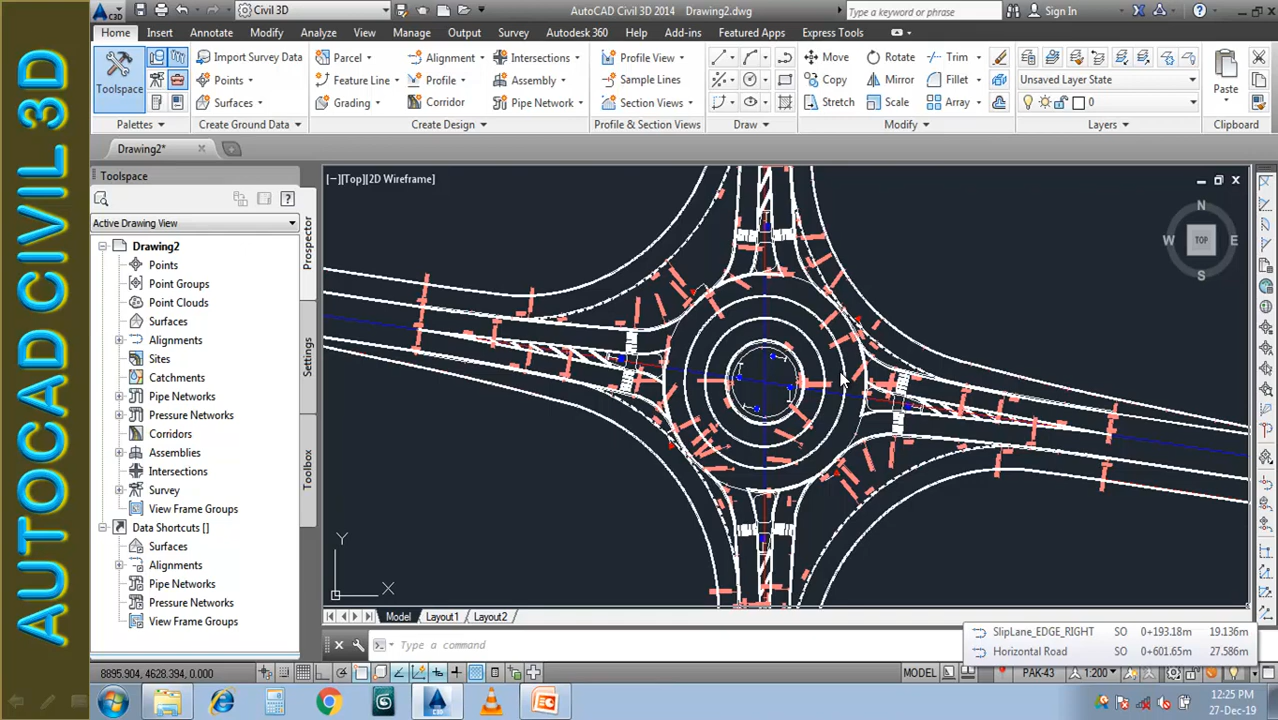 AUTOCAD CIVIL 3D
Civil 3D
AutoCAD Civil 3D 2014 Drawing2.dwg
Type a keyword or phrase
Sign In
C3D
Home Insert Annotate Modify Analyze View Manage Output Survey Autodesk 360 Help Add-ins Featured Apps Express Tools
Toolspace
Import Survey Data
Points
Surfaces
Parcel
Feature Line
Grading
Alignment
Profile
Corridor
Intersections
Assembly
Pipe Network
Profile View
Sample Lines
Section Views
Move
Copy
Stretch
Rotate
Mirror
Scale
Trim
Fillet
Array
Unsaved Layer State
0
Paste
Palettes
Create Ground Data
Create Design
Profile & Section Views
Draw
Modify
Layers
Clipboard
Drawing2*
Toolspace
Active Drawing View
Drawing2
Points
Point Groups
Point Clouds
Surfaces
Alignments
Sites
Catchments
Pipe Networks
Pressure Networks
Corridors
Assemblies
Intersections
Survey
View Frame Groups
Data Shortcuts []
Surfaces
Alignments
Pipe Networks
Pressure Networks
View Frame Groups
Prospector
Settings
Toolbox
[−][Top][2D Wireframe]
N
W TOP E
S
Y
X
Model Layout1 Layout2
Type a command
SlipLane_EDGE_RIGHT SO 0+193.18m 19.136m
Horizontal Road SO 0+601.65m 27.586m
8895.904, 4628.394, 0.000
MODEL
PAK-43
1:200
12:25 PM
27-Dec-19